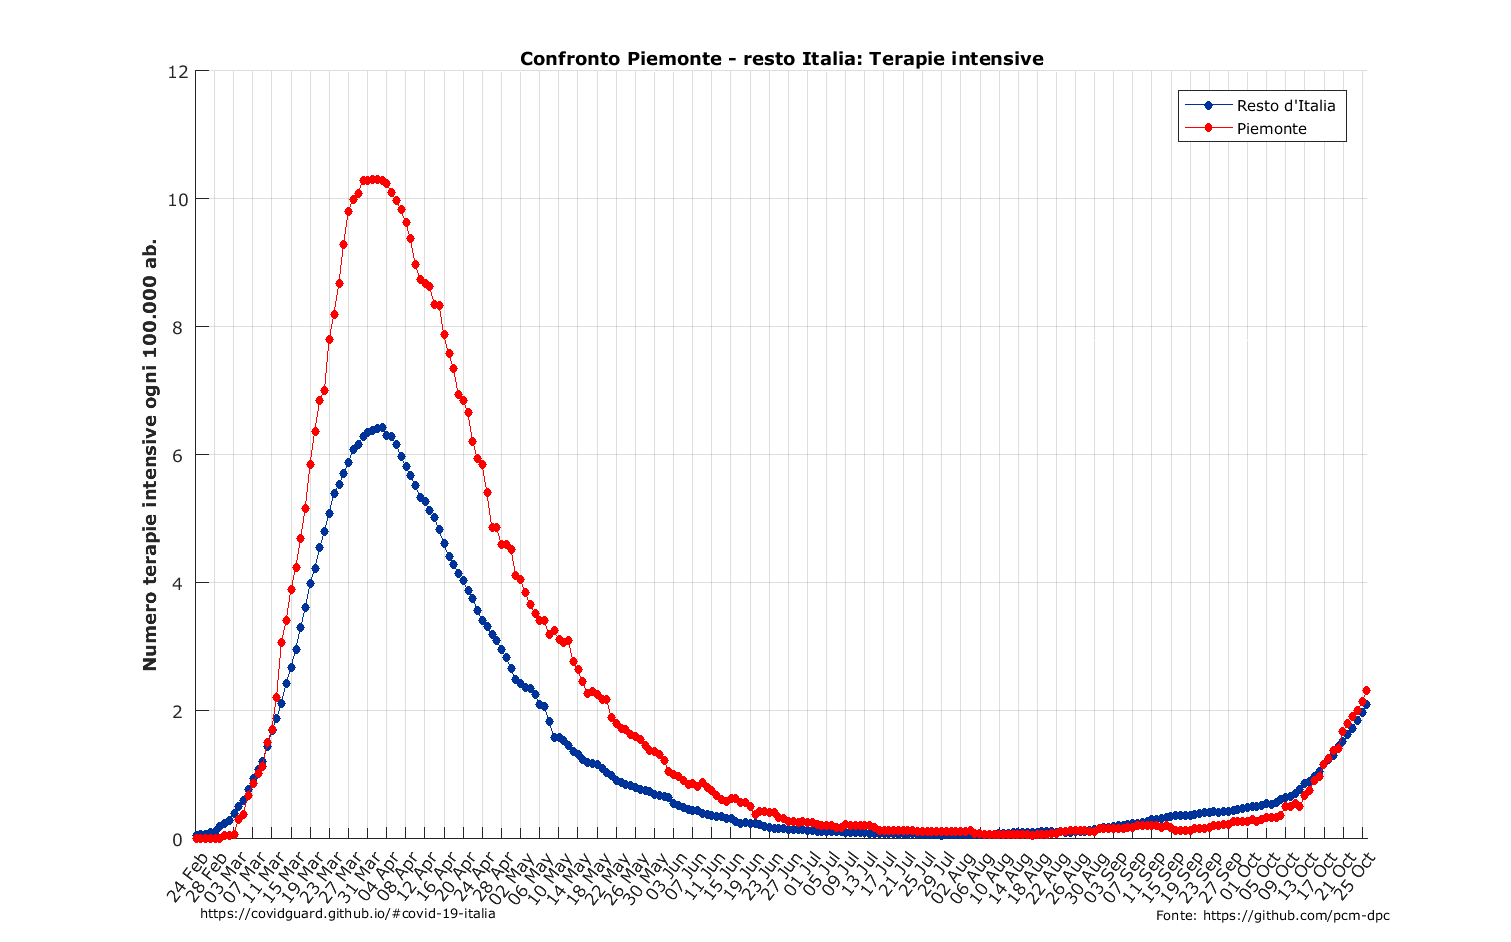 Confronto Piemonte - resto Italia: Terapie intensive
Resto d'Italia
Piemonte
Numero terapie intensive ogni 100.000 ab.
12
10
8
6
4
2
0
24 Feb
28 Feb
03 Mar
07 Mar
11 Mar
15 Mar
19 Mar
23 Mar
27 Mar
31 Mar
04 Apr
08 Apr
12 Apr
16 Apr
20 Apr
24 Apr
28 Apr
02 May
06 May
10 May
14 May
18 May
22 May
26 May
30 May
03 Jun
07 Jun
11 Jun
15 Jun
19 Jun
23 Jun
27 Jun
01 Jul
05 Jul
09 Jul
13 Jul
17 Jul
21 Jul
25 Jul
29 Jul
02 Aug
06 Aug
10 Aug
14 Aug
18 Aug
22 Aug
26 Aug
30 Aug
03 Sep
07 Sep
11 Sep
15 Sep
19 Sep
23 Sep
27 Sep
01 Oct
05 Oct
09 Oct
13 Oct
17 Oct
21 Oct
25 Oct
https://covidguard.github.io/#covid-19-italia
Fonte: https://github.com/pcm-dpc